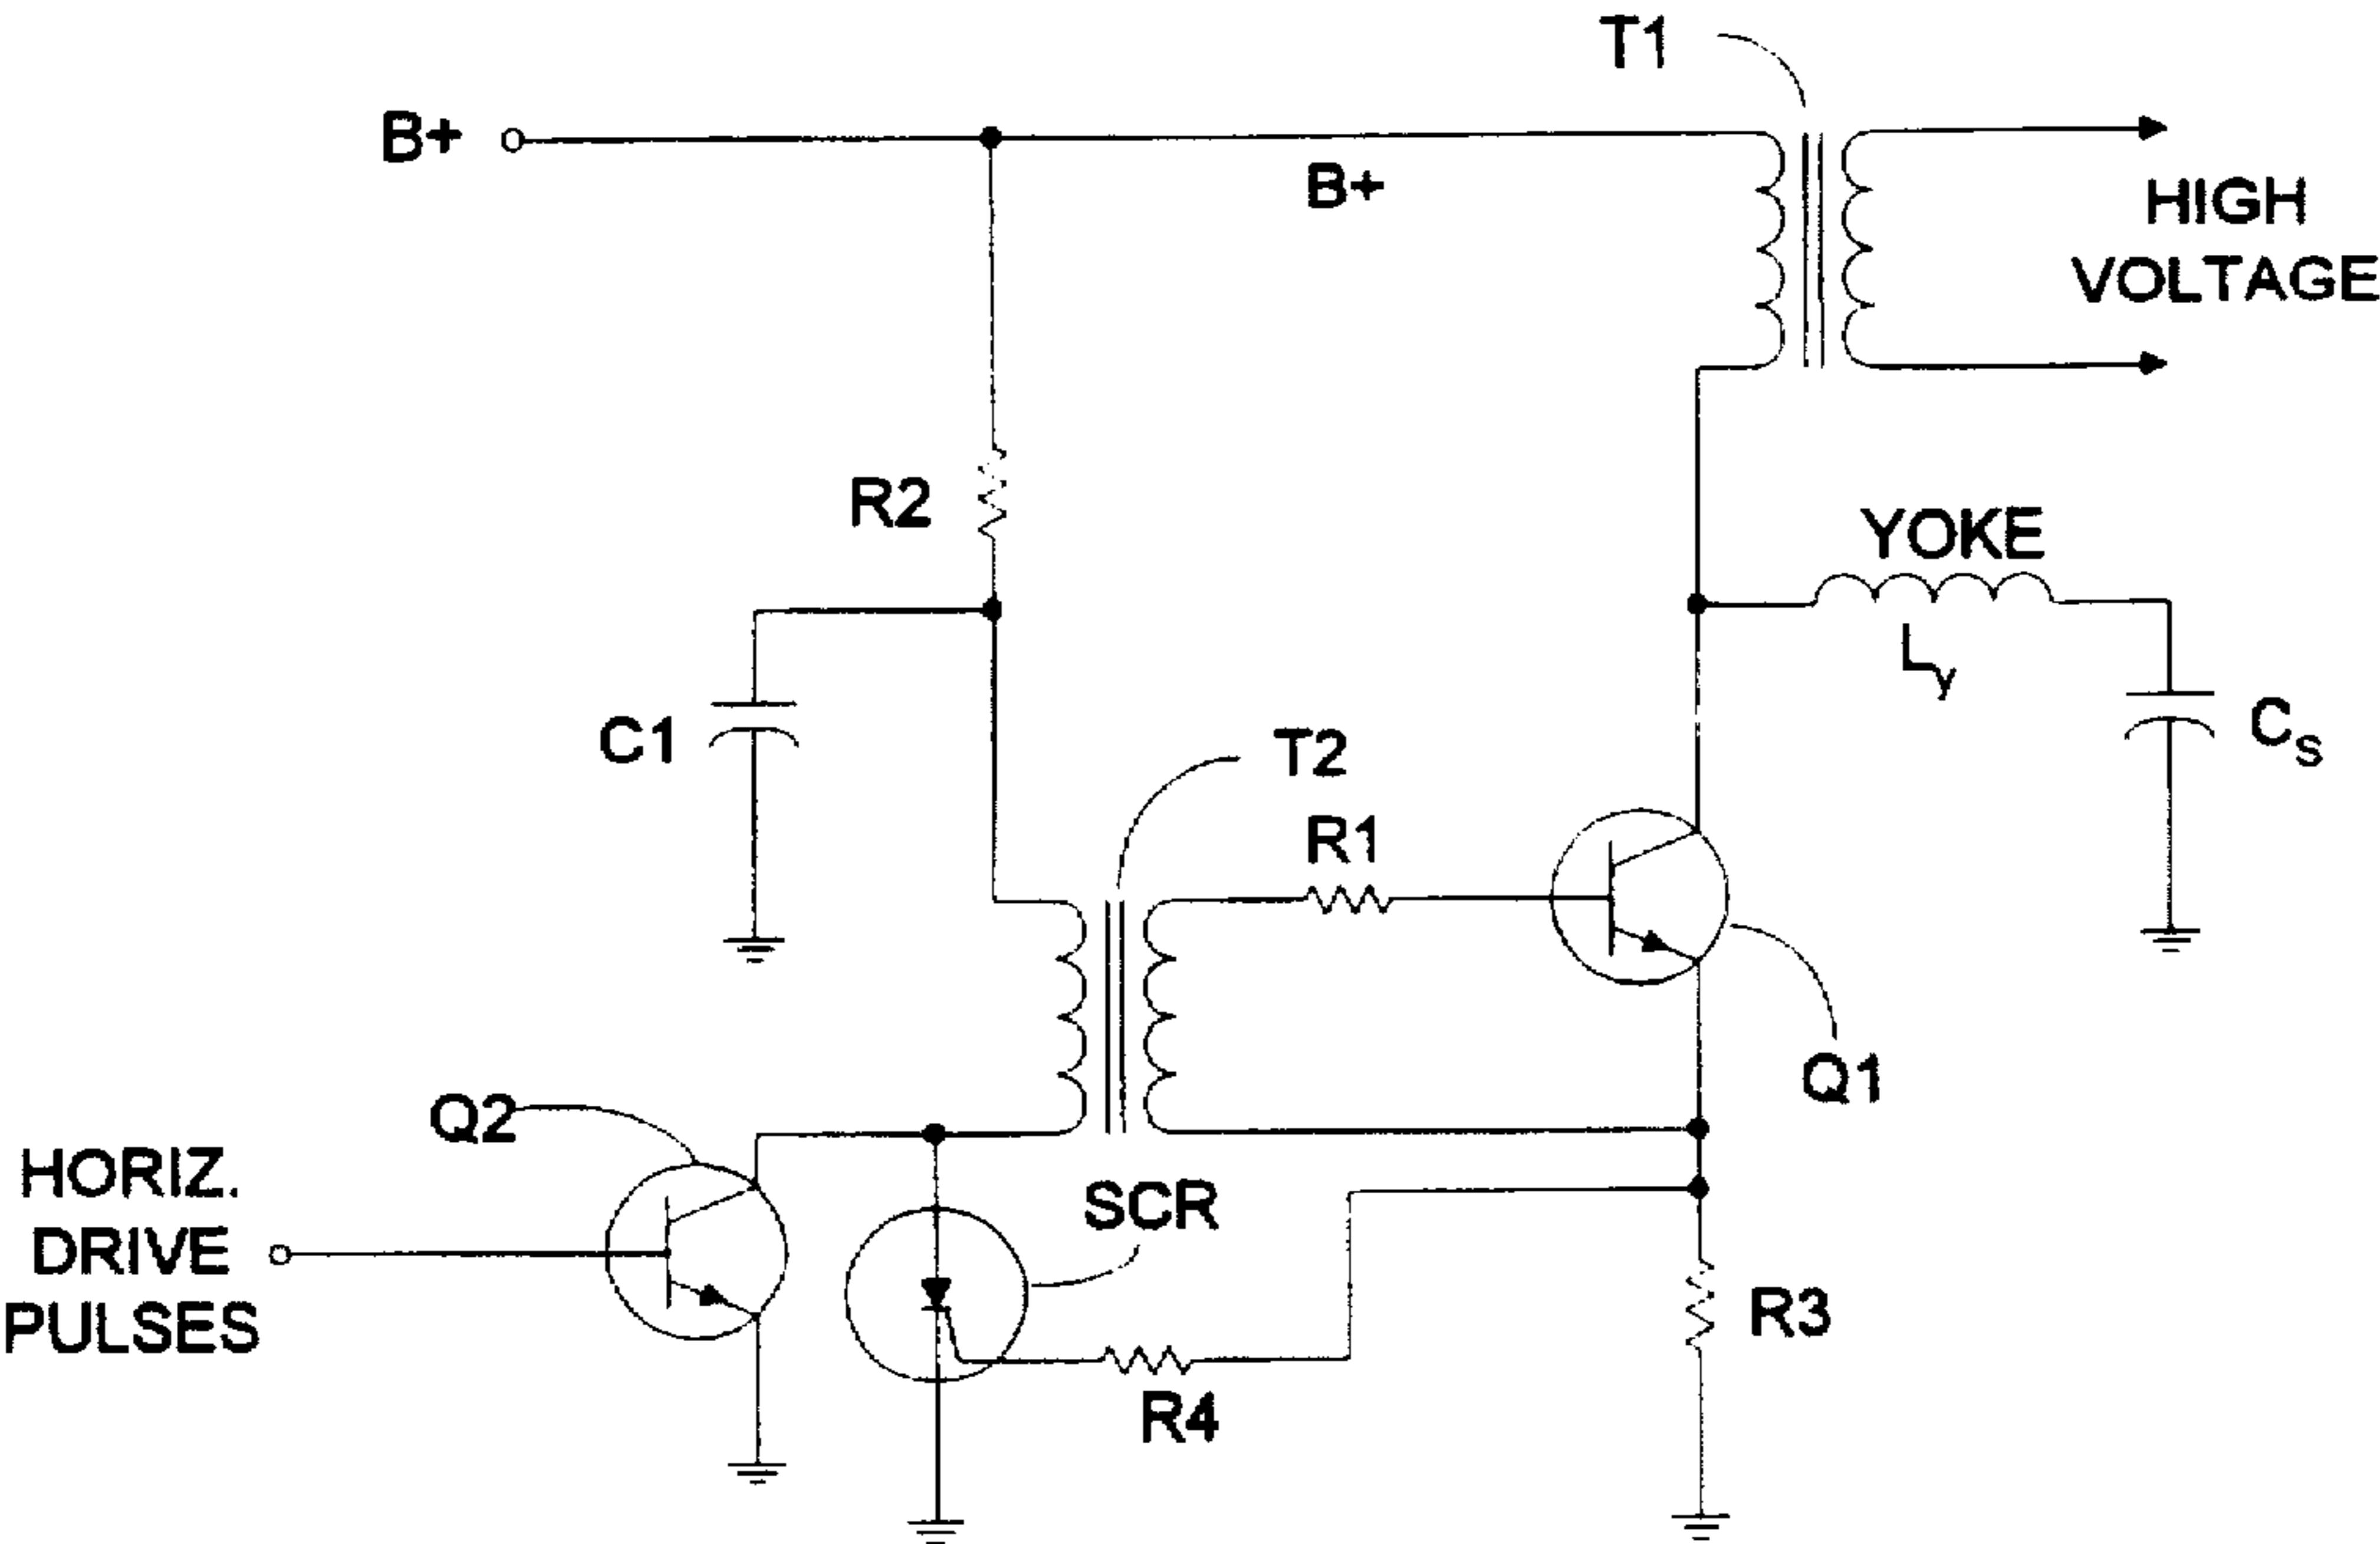 T1
B+
B+
HIGH
VOLTAGE
R2
YOKE
Ly
C1
CS
T2
R1
Q1
Q2
HORIZ.
DRIVE
PULSES
SCR
R3
R4